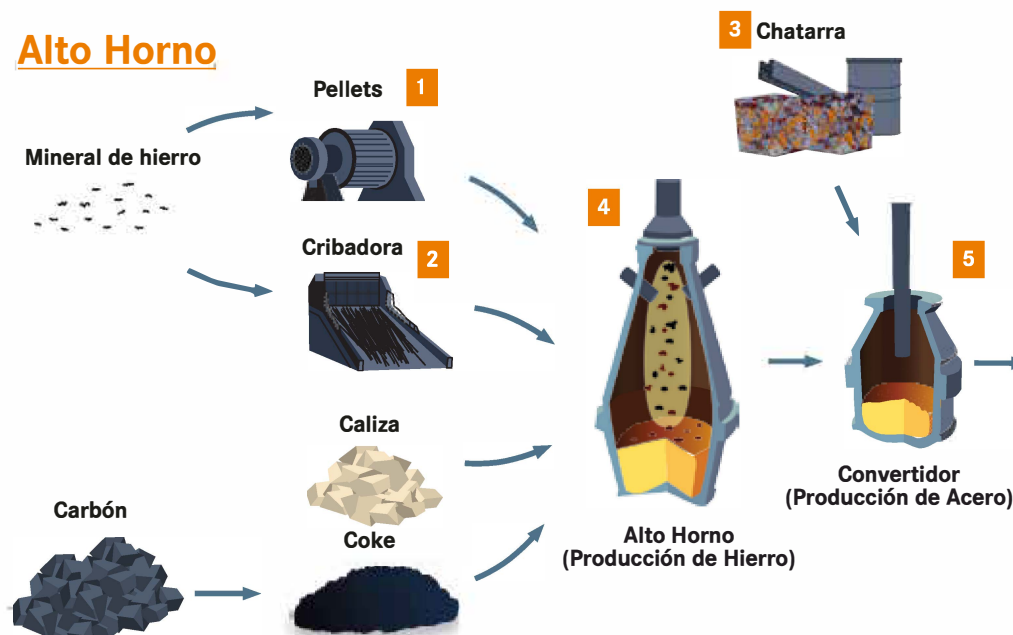 Alto Horno
3 Chatarra
Pellets 1
Mineral de hierro
4
Cribadora 2
5
Caliza
Convertidor
(Producción de Acero)
Carbón
Coke
Alto Horno
(Producción de Hierro)